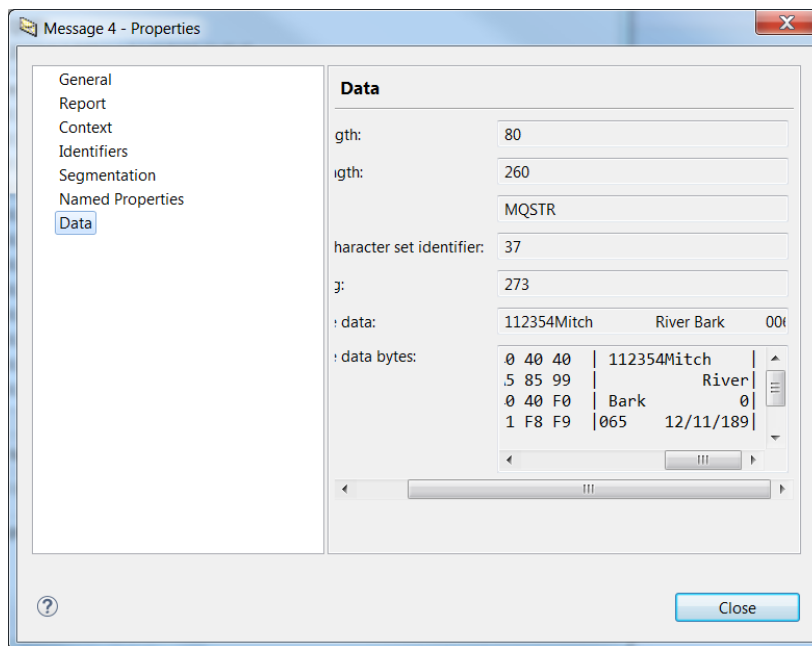 Message 4 - Properties
X
General
Report
Context
Identifiers
Segmentation
Named Properties
Data
Data
gth: 80
gth: 260
MQSTR
haracter set identifier: 37
g: 273
data: 112354Mitch River Bark 006
data bytes:
0 40 40 | 112354Mitch |
5 85 99 | River|
0 40 F0 | Bark 0|
1 F8 F9 |065 12/11/189|
?
Close